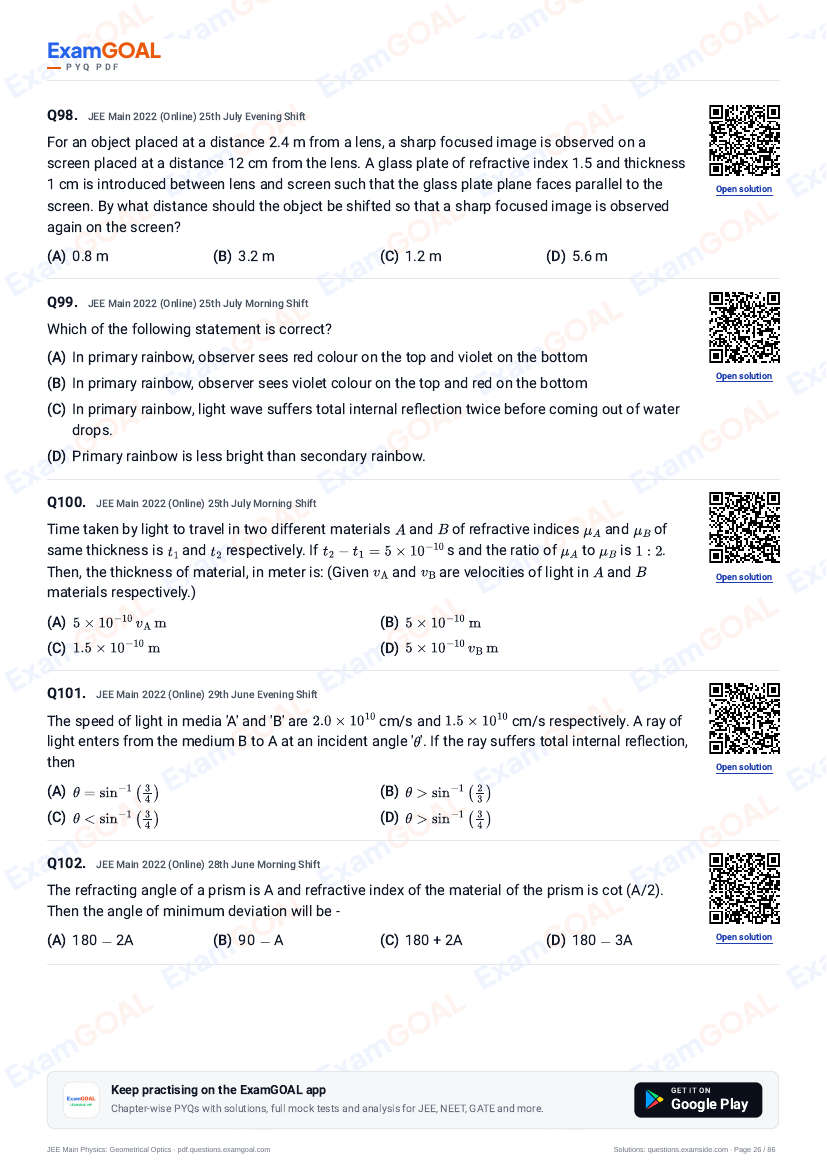 ExamGOAL
PYQ PDF
Q98. JEE Main 2022 (Online) 25th July Evening Shift
For an object placed at a distance 2.4 m from a lens, a sharp focused image is observed on a
screen placed at a distance 12 cm from the lens. A glass plate of refractive index 1.5 and thickness
1 cm is introduced between lens and screen such that the glass plate plane faces parallel to the
screen. By what distance should the object be shifted so that a sharp focused image is observed
again on the screen?
Open solution
(A) 0.8 m (B) 3.2 m (C) 1.2 m (D) 5.6 m
Q99. JEE Main 2022 (Online) 25th July Morning Shift
Which of the following statement is correct?
(A) In primary rainbow, observer sees red colour on the top and violet on the bottom
Open solution
(B) In primary rainbow, observer sees violet colour on the top and red on the bottom
(C) In primary rainbow, light wave suffers total internal reflection twice before coming out of water
drops.
(D) Primary rainbow is less bright than secondary rainbow.
Q100. JEE Main 2022 (Online) 25th July Morning Shift
Time taken by light to travel in two different materials A and B of refractive indices μ_A and μ_B of
same thickness is t₁ and t₂ respectively. If t₂ − t₁ = 5 × 10⁻¹⁰ s and the ratio of μ_A to μ_B is 1 : 2.
Then, the thickness of material, in meter is: (Given v_A and v_B are velocities of light in A and B
materials respectively.)
Open solution
(A) 5 × 10⁻¹⁰ v_A m (B) 5 × 10⁻¹⁰ m
(C) 1.5 × 10⁻¹⁰ m (D) 5 × 10⁻¹⁰ v_B m
Q101. JEE Main 2022 (Online) 29th June Evening Shift
The speed of light in media 'A' and 'B' are 2.0 × 10¹⁰ cm/s and 1.5 × 10¹⁰ cm/s respectively. A ray of
light enters from the medium B to A at an incident angle 'θ'. If the ray suffers total internal reflection,
then
Open solution
(A) θ = sin⁻¹ (3/4) (B) θ > sin⁻¹ (2/3)
(C) θ < sin⁻¹ (3/4) (D) θ > sin⁻¹ (3/4)
Q102. JEE Main 2022 (Online) 28th June Morning Shift
The refracting angle of a prism is A and refractive index of the material of the prism is cot (A/2).
Then the angle of minimum deviation will be -
Open solution
(A) 180 − 2A (B) 90 − A (C) 180 + 2A (D) 180 − 3A
Keep practising on the ExamGOAL app
Chapter-wise PYQs with solutions, full mock tests and analysis for JEE, NEET, GATE and more.
GET IT ON
Google Play
JEE Main Physics: Geometrical Optics · pdf.questions.examgoal.com
Solutions: questions.examside.com · Page 26 / 86